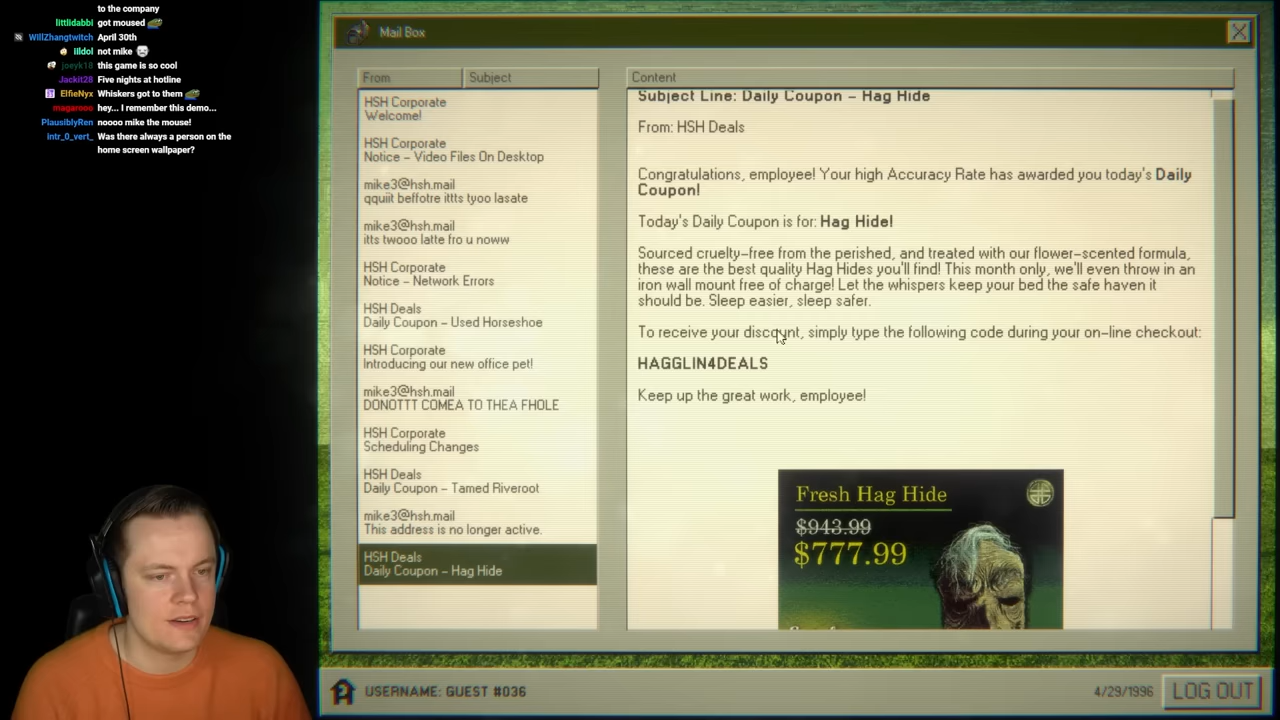 to the company
littlidabbi got moused
WillZhangtwitch April 30th
lildol not mike
joeyk18 this game is so cool
Jackit28 Five nights at hotline
ElfieNyx Whiskers got to them
magarooo hey... I remember this demo...
PlausiblyRen noooo mike the mouse!
intr_0_vert_ Was there always a person on the
home screen wallpaper?
Mail Box
From Subject
HSH Corporate
Welcome!
HSH Corporate
Notice – Video Files On Desktop
mike3@hsh.mail
qquiit beffotre ittts tyoo lasate
mike3@hsh.mail
itts twooo latte fro u noww
HSH Corporate
Notice – Network Errors
HSH Deals
Daily Coupon – Used Horseshoe
HSH Corporate
Introducing our new office pet!
mike3@hsh.mail
DONOTTT COMEA TO THEA FHOLE
HSH Corporate
Scheduling Changes
HSH Deals
Daily Coupon – Tamed Riveroot
mike3@hsh.mail
This address is no longer active.
HSH Deals
Daily Coupon – Hag Hide
Content
Subject Line: Daily Coupon – Hag Hide
From: HSH Deals
Congratulations, employee! Your high Accuracy Rate has awarded you today's Daily
Coupon!
Today's Daily Coupon is for: Hag Hide!
Sourced cruelty-free from the perished, and treated with our flower-scented formula,
these are the best quality Hag Hides you'll find! This month only, we'll even throw in an
iron wall mount free of charge! Let the whispers keep your bed the safe haven it
should be. Sleep easier, sleep safer.
To receive your discount, simply type the following code during your on-line checkout:
HAGGLIN4DEALS
Keep up the great work, employee!
Fresh Hag Hide
$943.99
$777.99
USERNAME: GUEST #036
4/29/1996
LOG OUT